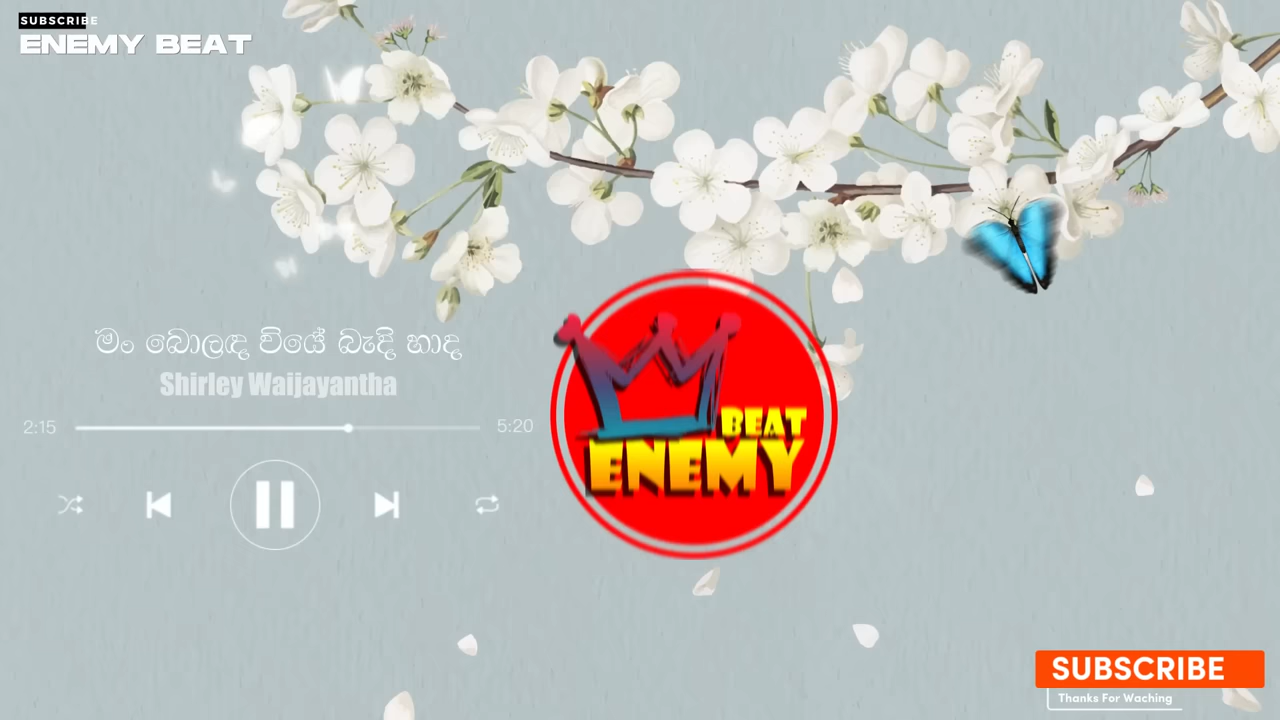 SUBSCRIBE
ENEMY BEAT
මං බොලඳ වියේ බැදි හාද
Shirley Waijayantha
2:15
5:20
BEAT
ENEMY
SUBSCRIBE
Thanks For Waching